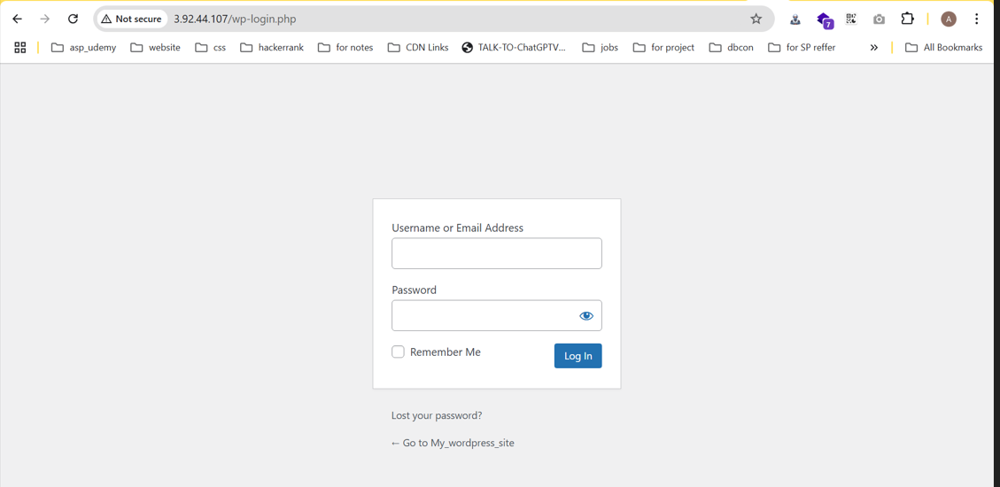 Not secure 3.92.44.107/wp-login.php 7 A
asp_udemy website css hackerrank for notes CDN Links TALK-TO-ChatGPTV... jobs for project dbcon for SP reffer » All Bookmarks
Username or Email Address
Password
Remember Me Log In
Lost your password?
← Go to My_wordpress_site